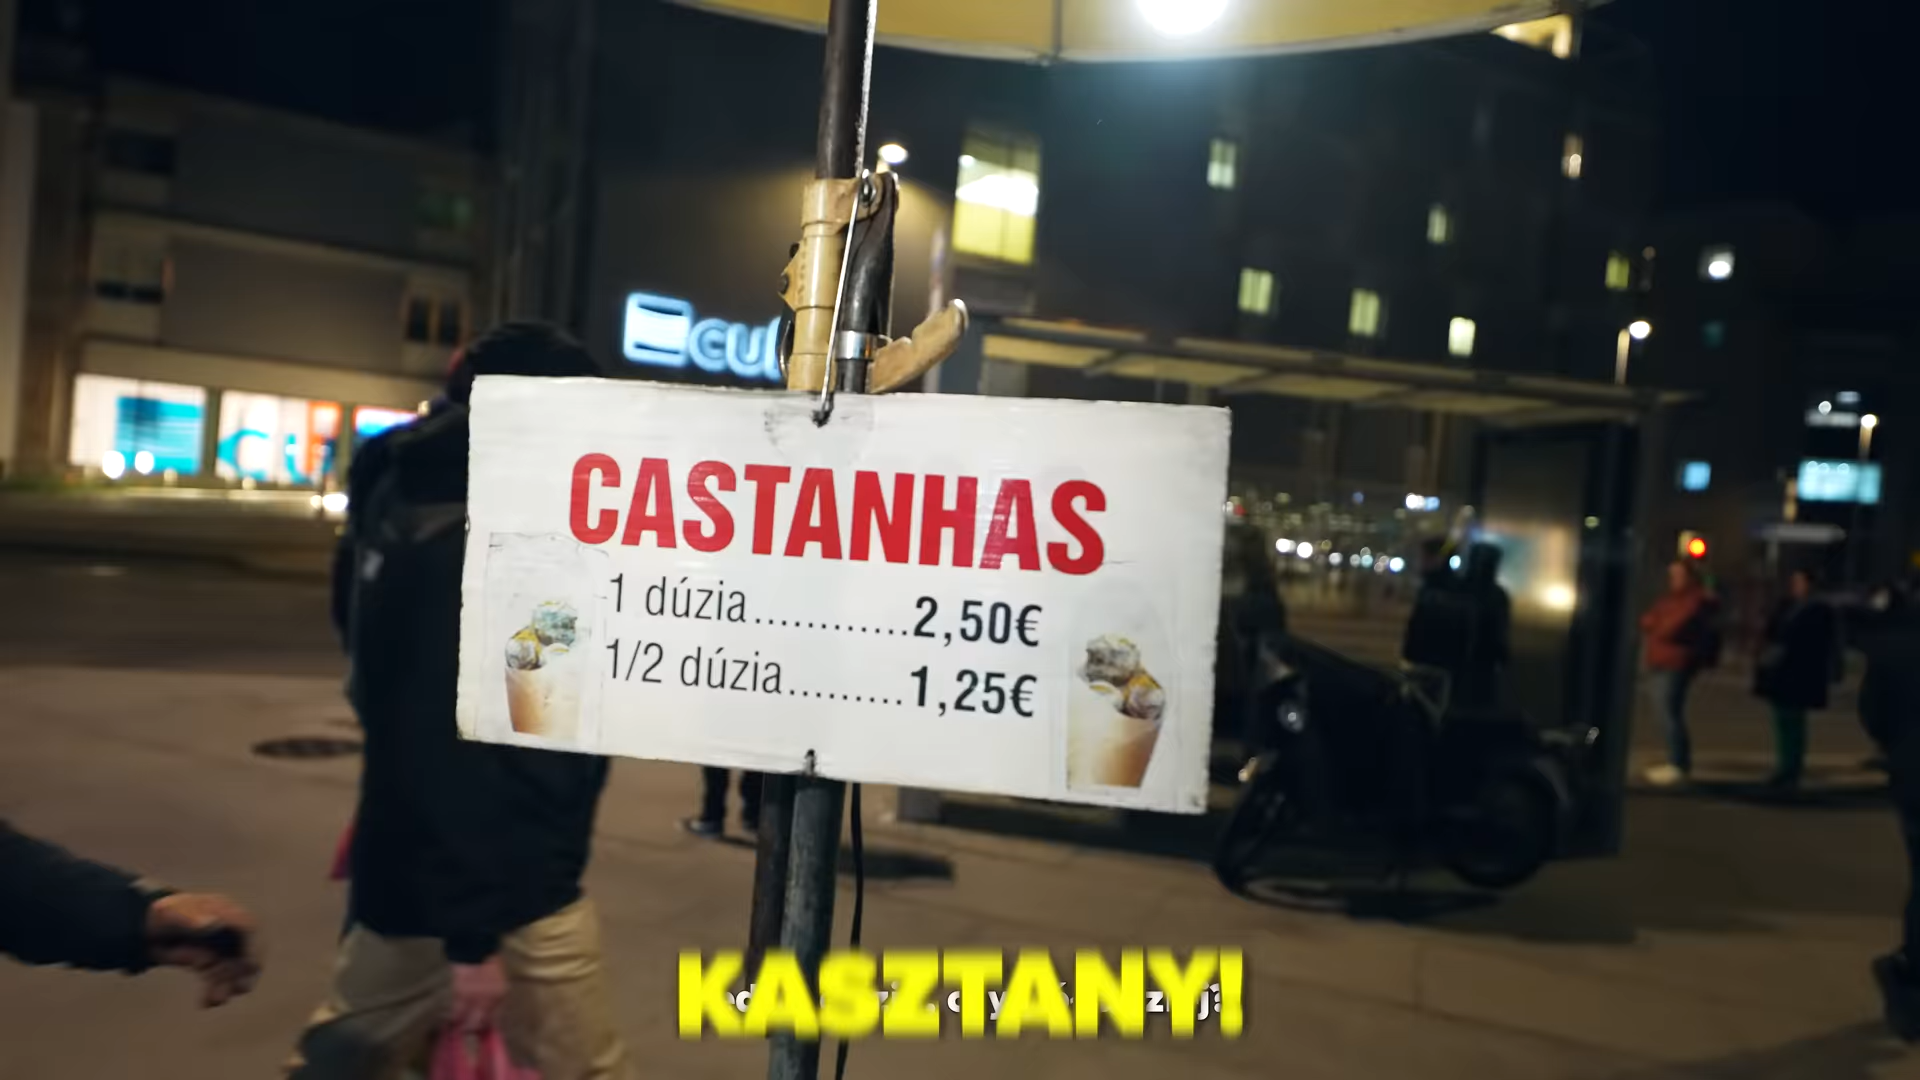 CASTANHAS
1 dúzia............2,50€
1/2 dúzia.........1,25€
KASZTANY!